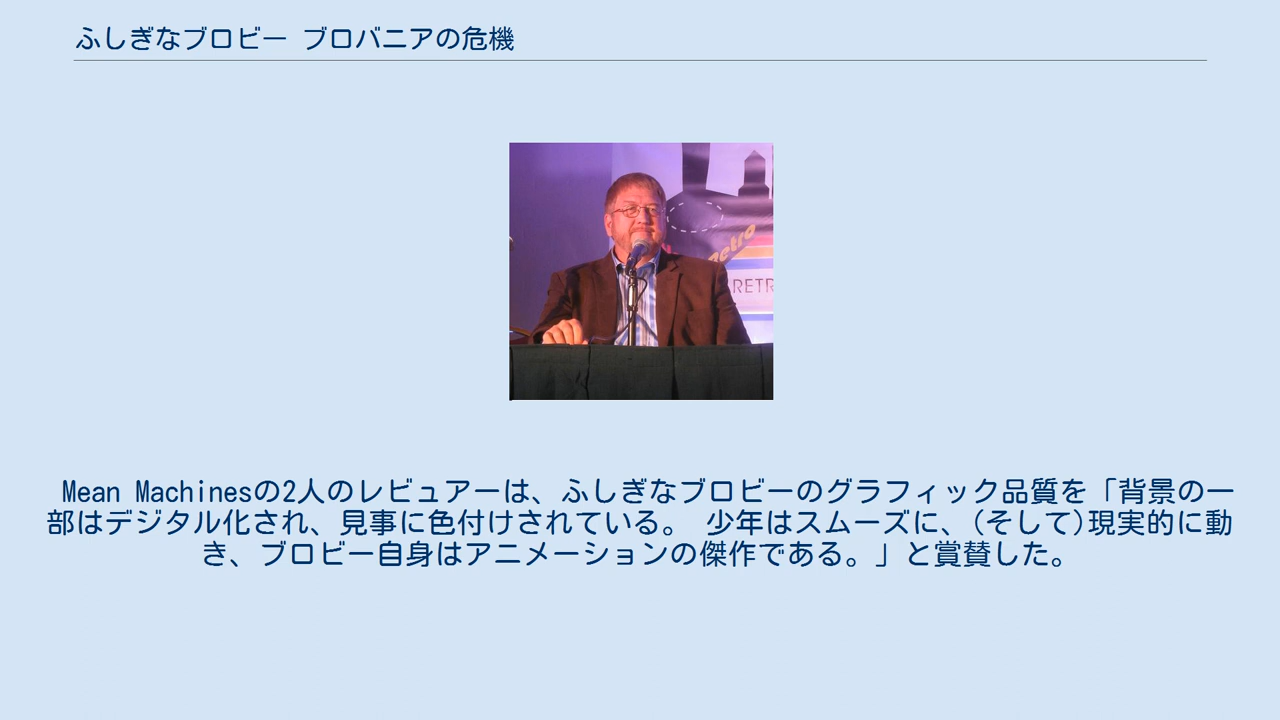 ふしぎなブロビー ブロバニアの危機
etro
RETR
Mean Machinesの2人のレビュアーは、ふしぎなブロビーのグラフィック品質を「背景の一
部はデジタル化され、見事に色付けされている。 少年はスムーズに、(そして)現実的に動
き、ブロビー自身はアニメーションの傑作である。」と賞賛した。